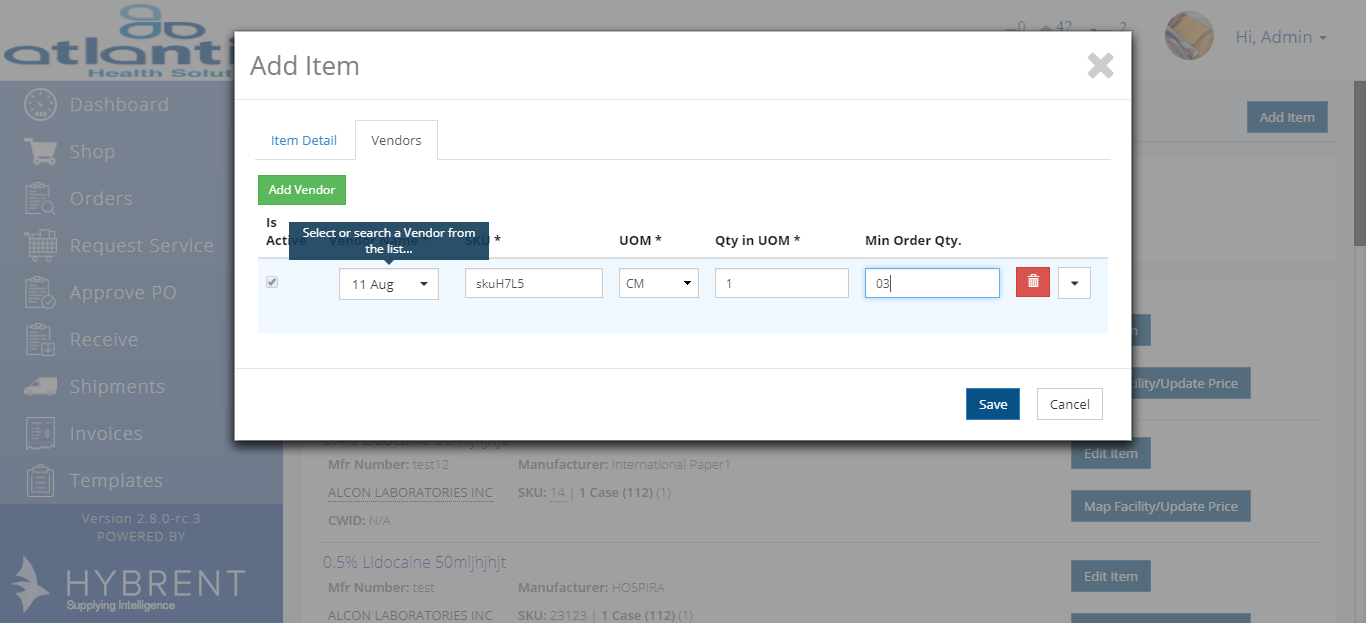 atlanti
Health Solut
0 42 2
Hi, Admin
Dashboard
Shop
Orders
Request Service
Approve PO
Receive
Shipments
Invoices
Templates
Version 2.8.0-rc.3
POWERED BY
HYBRENT
Supplying Intelligence
Add Item
Add Item
Item Detail
Vendors
Add Vendor
Is
Active
Vendor Name *
Select or search a Vendor from
the list...
SKU *
UOM *
Qty in UOM *
Min Order Qty.
11 Aug
skuH7L5
CM
1
03
Save
Cancel
ility/Update Price
Mfr Number: test12
Manufacturer: International Paper1
ALCON LABORATORIES INC
SKU: 14 | 1 Case (112) (1)
CWID: N/A
Edit Item
Map Facility/Update Price
0.5% Lidocaine 50mljhjhjt
Mfr Number: test
Manufacturer: HOSPIRA
ALCON LABORATORIES INC
SKU: 23123 | 1 Case (112) (1)
Edit Item